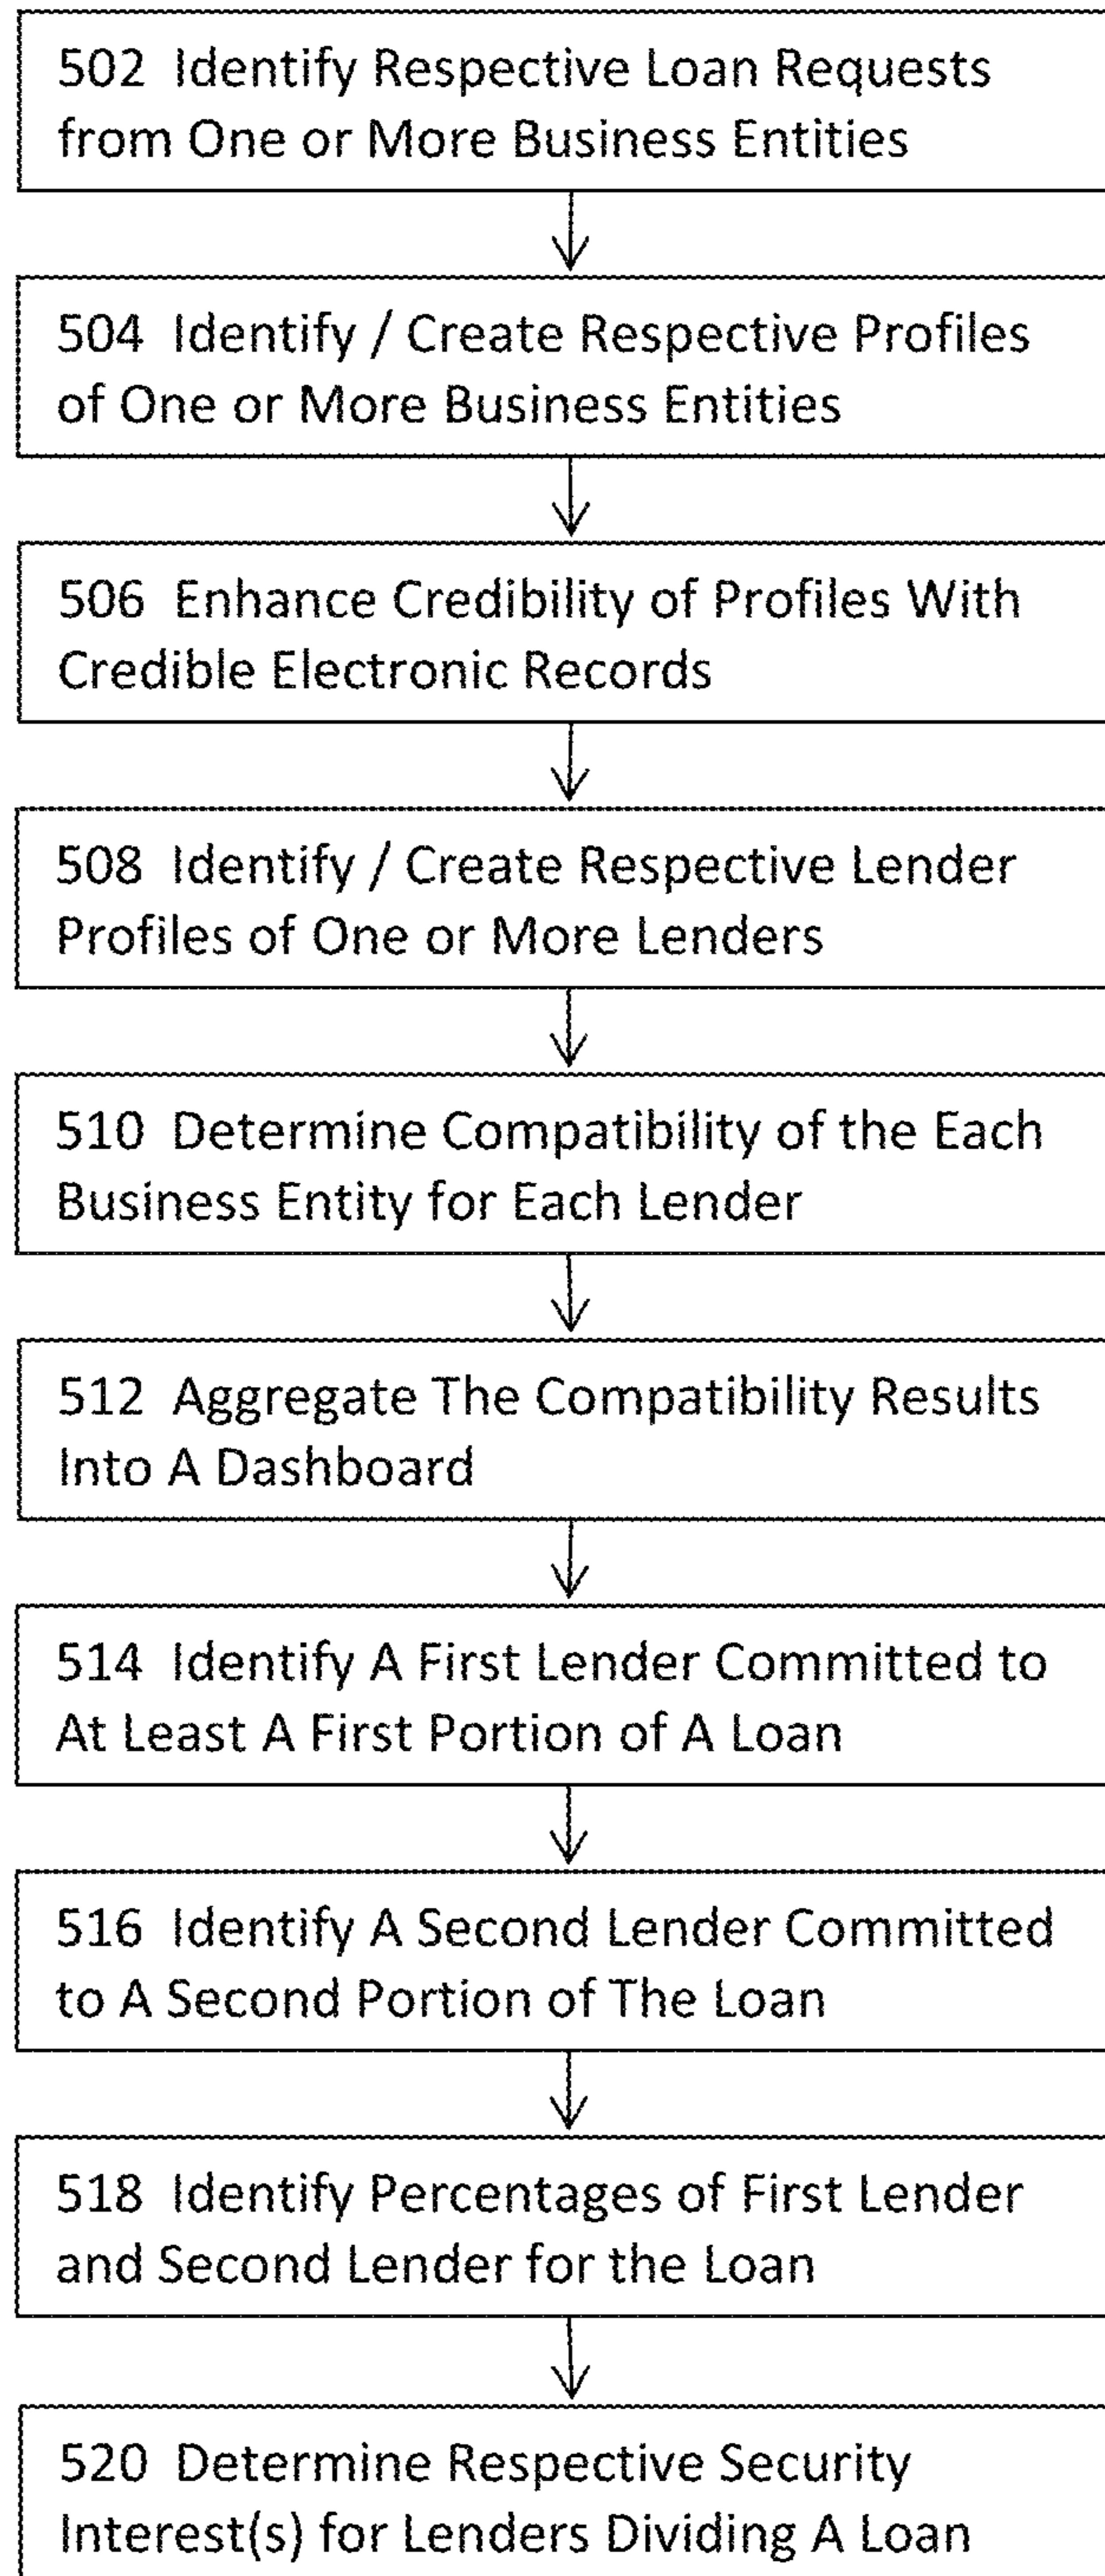 502 Identify Respective Loan Requests
from One or More Business Entities
504 Identify / Create Respective Profiles
of One or More Business Entities
506 Enhance Credibility of Profiles With
Credible Electronic Records
508 Identify / Create Respective Lender
Profiles of One or More Lenders
510 Determine Compatibility of the Each
Business Entity for Each Lender
512 Aggregate The Compatibility Results
Into A Dashboard
514 Identify A First Lender Committed to
At Least A First Portion of A Loan
516 Identify A Second Lender Committed
to A Second Portion of The Loan
518 Identify Percentages of First Lender
and Second Lender for the Loan
520 Determine Respective Security
Interest(s) for Lenders Dividing A Loan